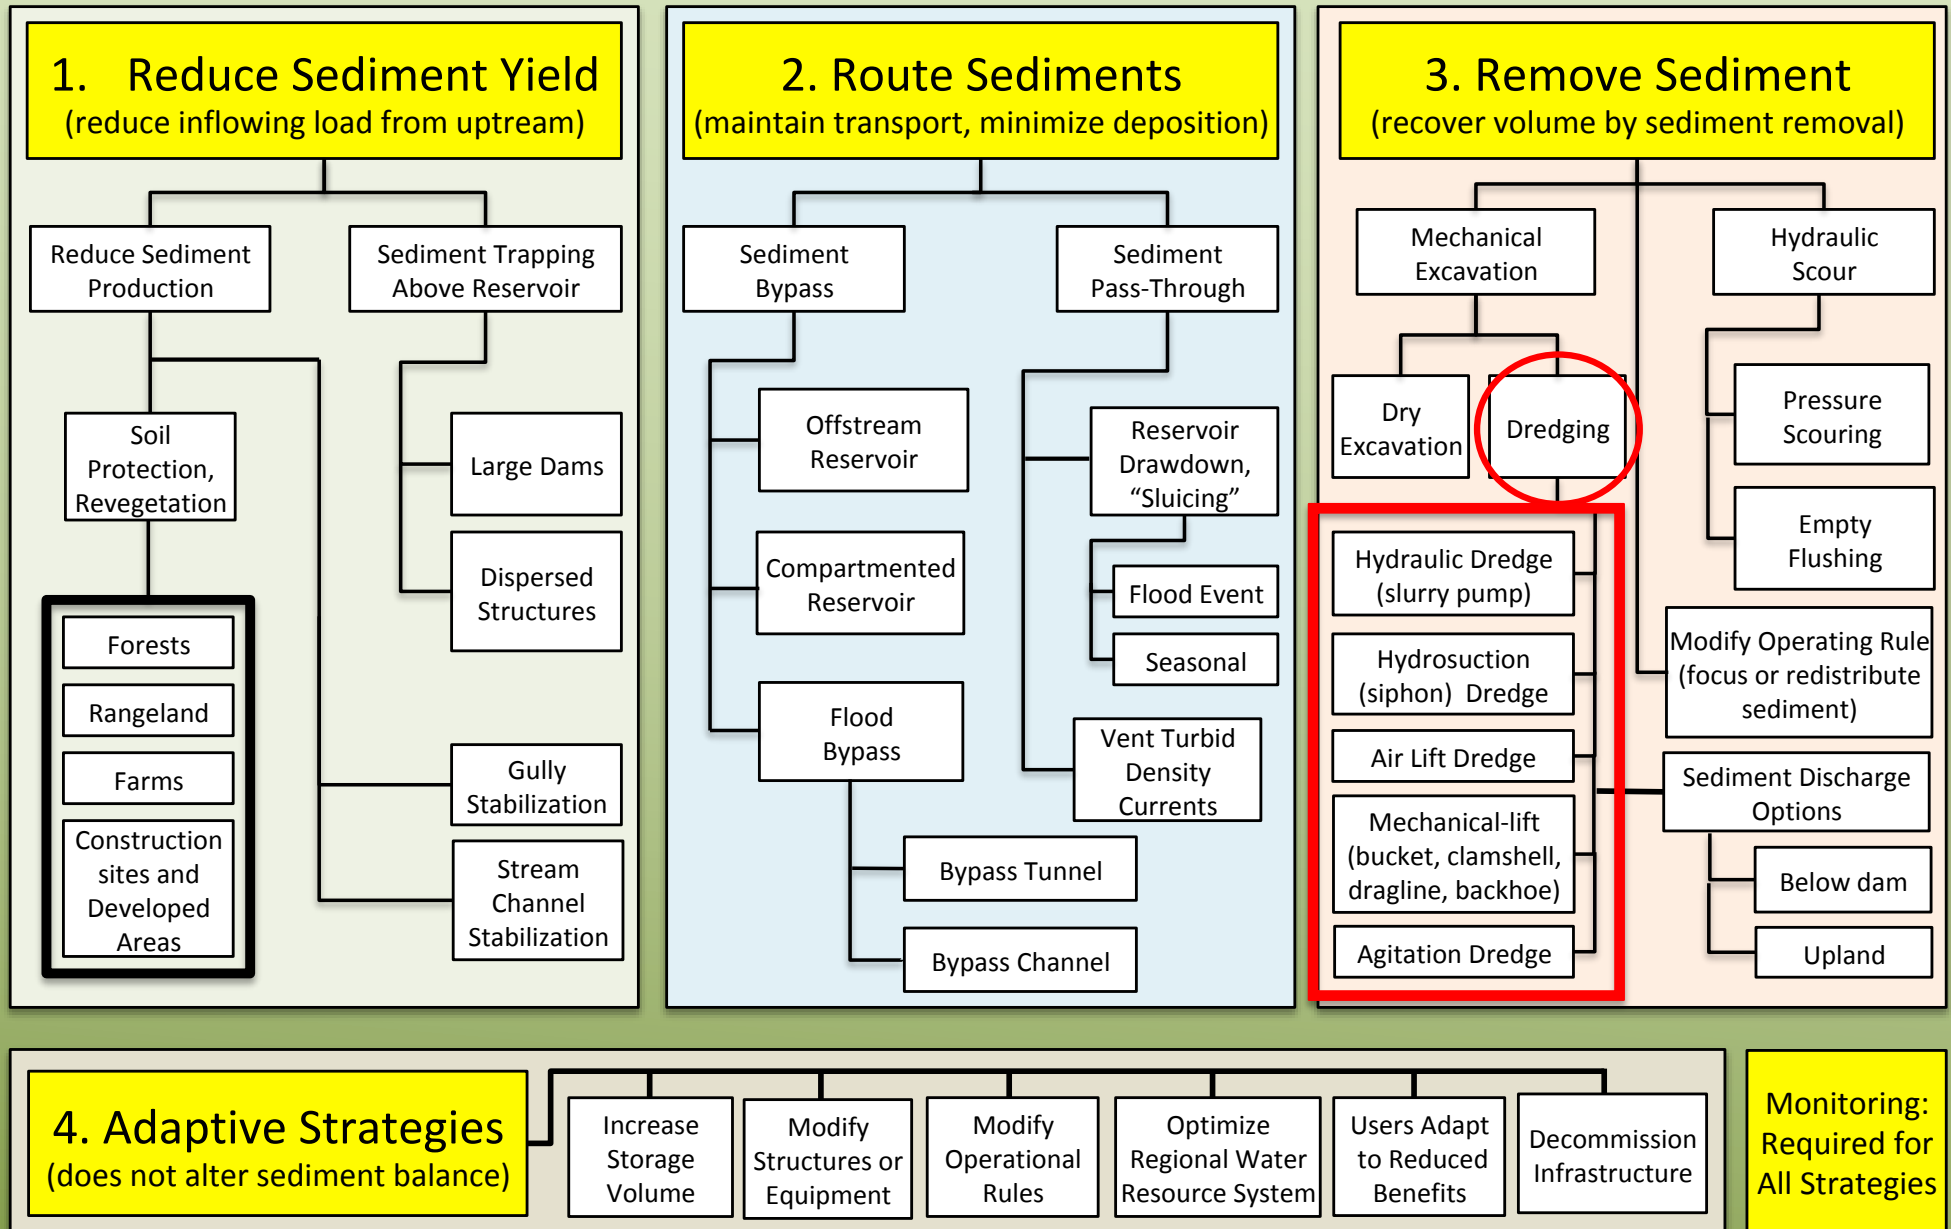 1. Reduce Sediment Yield
(reduce inflowing load from uptream)
Reduce Sediment
Production
Sediment Trapping
Above Reservoir
Soil
Protection,
Revegetation
Large Dams
Dispersed
Structures
Forests
Rangeland
Farms
Construction
sites and
Developed
Areas
Gully
Stabilization
Stream
Channel
Stabilization
2. Route Sediments
(maintain transport, minimize deposition)
Sediment
Bypass
Sediment
Pass-Through
Offstream
Reservoir
Compartmented
Reservoir
Flood
Bypass
Bypass Tunnel
Bypass Channel
Reservoir
Drawdown,
“Sluicing”
Flood Event
Seasonal
Vent Turbid
Density
Currents
3. Remove Sediment
(recover volume by sediment removal)
Mechanical
Excavation
Hydraulic
Scour
Dry
Excavation
Dredging
Pressure
Scouring
Empty
Flushing
Hydraulic Dredge
(slurry pump)
Hydrosuction
(siphon) Dredge
Air Lift Dredge
Mechanical-lift
(bucket, clamshell,
dragline, backhoe)
Agitation Dredge
Modify Operating Rule
(focus or redistribute
sediment)
Sediment Discharge
Options
Below dam
Upland
4. Adaptive Strategies
(does not alter sediment balance)
Increase
Storage
Volume
Modify
Structures or
Equipment
Modify
Operational
Rules
Optimize
Regional Water
Resource System
Users Adapt
to Reduced
Benefits
Decommission
Infrastructure
Monitoring:
Required for
All Strategies